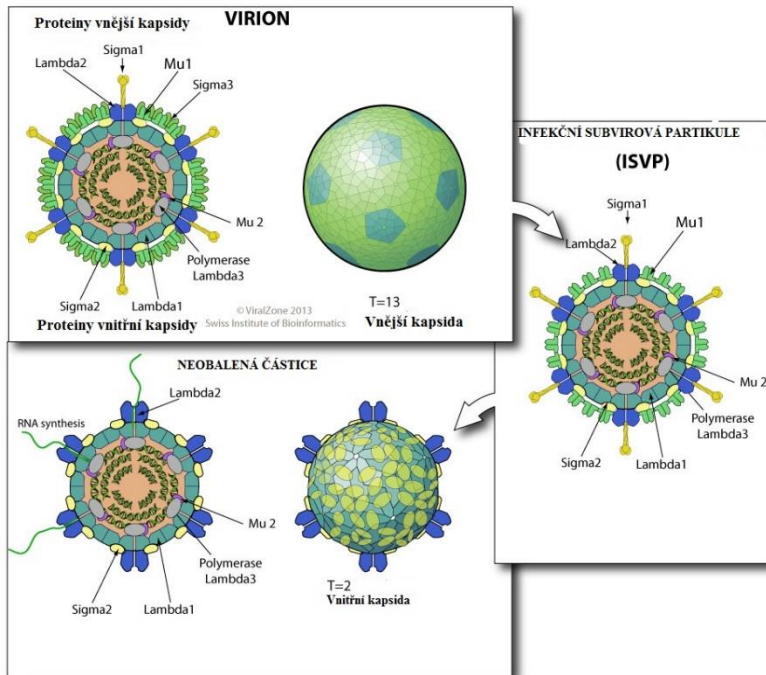 Proteiny vnější kapsidy
VIRION
Sigma1
Lambda2
Mu1
Sigma3
Mu 2
Polymerase
Lambda3
Sigma2
Lambda1
Proteiny vnitřní kapsidy
© ViralZone 2013
Swiss Institute of Bioinformatics
T=13
Vnější kapsida
INFEKČNÍ SUBVIROVÁ PARTIKULE
(ISVP)
Sigma1
Lambda2
Mu1
Mu 2
Polymerase
Lambda3
Sigma2
Lambda1
NEOBALENÁ ČÁSTICE
Lambda2
RNA synthesis
Mu 2
Polymerase
Lambda3
Sigma2
Lambda1
T=2
Vnitřní kapsida